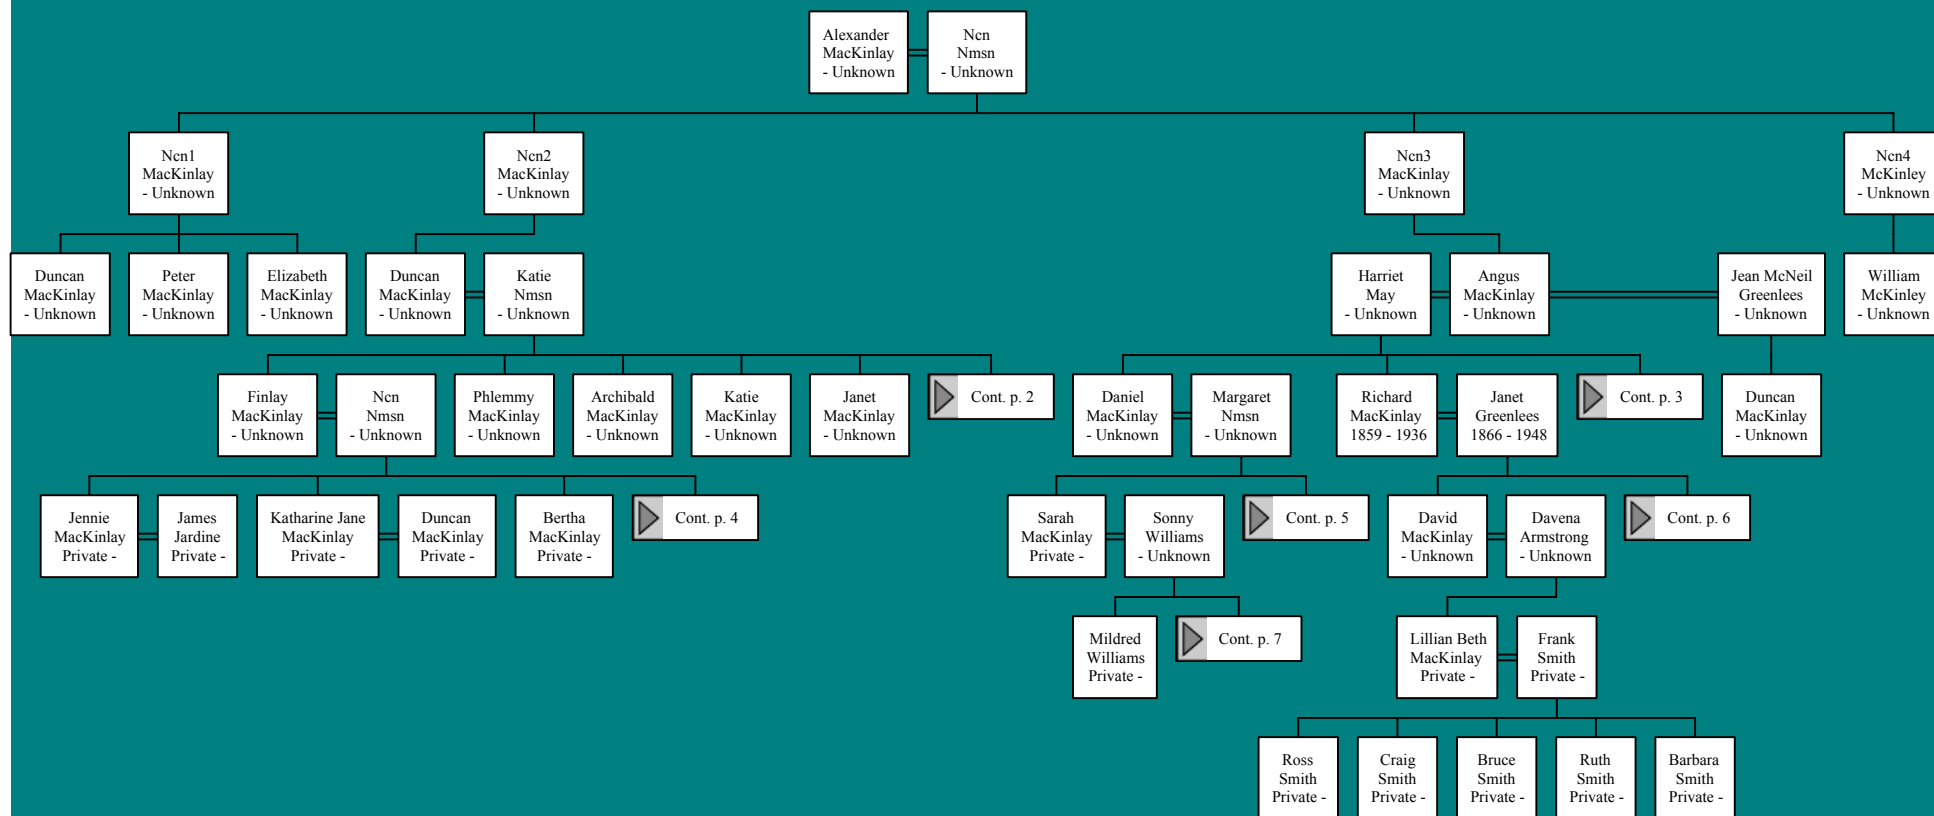 Alexander
MacKinlay
- Unknown
Ncn
Nmsn
- Unknown
Ncn1
MacKinlay
- Unknown
Ncn2
MacKinlay
- Unknown
Ncn3
MacKinlay
- Unknown
Ncn4
McKinley
- Unknown
Duncan
MacKinlay
- Unknown
Peter
MacKinlay
- Unknown
Elizabeth
MacKinlay
- Unknown
Duncan
MacKinlay
- Unknown
Katie
Nmsn
- Unknown
Harriet
May
- Unknown
Angus
MacKinlay
- Unknown
Jean McNeil
Greenlees
- Unknown
William
McKinley
- Unknown
Finlay
MacKinlay
- Unknown
Ncn
Nmsn
- Unknown
Phlemmy
MacKinlay
- Unknown
Archibald
MacKinlay
- Unknown
Katie
MacKinlay
- Unknown
Janet
MacKinlay
- Unknown
Cont. p. 2
Daniel
MacKinlay
- Unknown
Margaret
Nmsn
- Unknown
Richard
MacKinlay
1859 - 1936
Janet
Greenlees
1866 - 1948
Cont. p. 3
Duncan
MacKinlay
- Unknown
Jennie
MacKinlay
Private -
James
Jardine
Private -
Katharine Jane
MacKinlay
Private -
Duncan
MacKinlay
Private -
Bertha
MacKinlay
Private -
Cont. p. 4
Sarah
MacKinlay
Private -
Sonny
Williams
- Unknown
Cont. p. 5
David
MacKinlay
- Unknown
Davena
Armstrong
- Unknown
Cont. p. 6
Mildred
Williams
Private -
Cont. p. 7
Lillian Beth
MacKinlay
Private -
Frank
Smith
Private -
Ross
Smith
Private -
Craig
Smith
Private -
Bruce
Smith
Private -
Ruth
Smith
Private -
Barbara
Smith
Private -